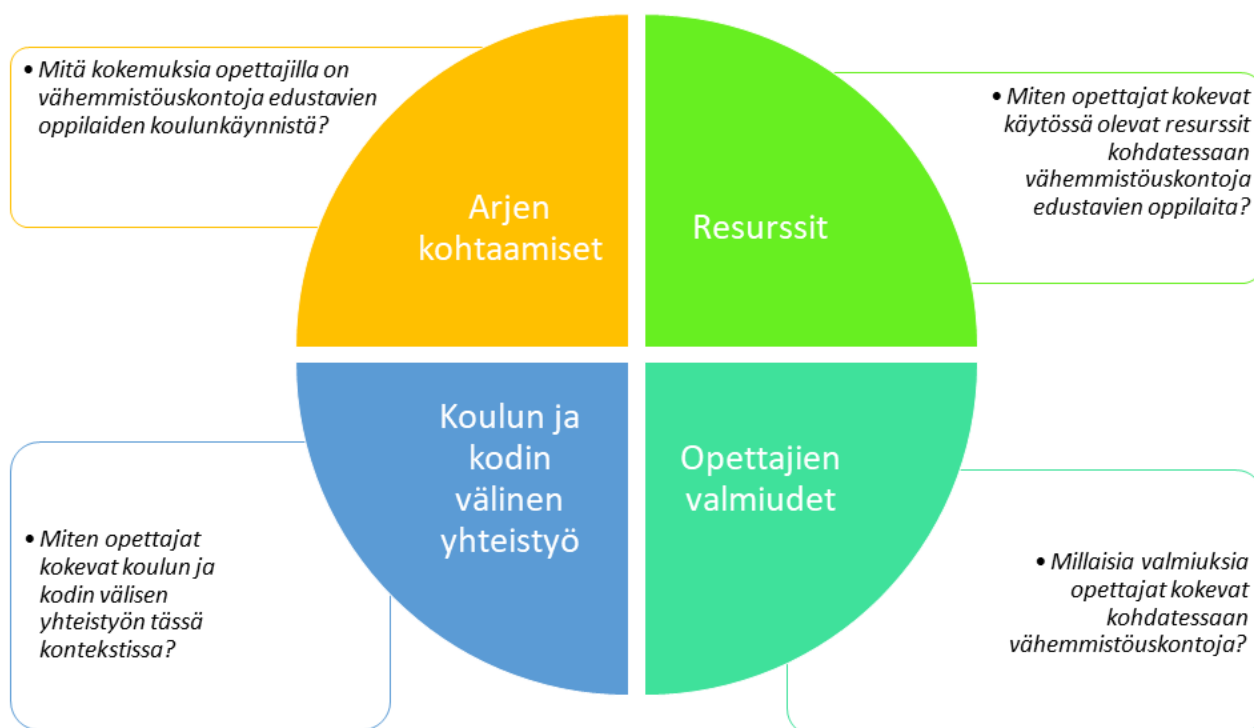 • Mitä kokemuksia opettajilla on
vähemmistöuskontoja edustavien
oppilaiden koulunkäynnistä?
Arjen
kohtaamiset
• Miten opettajat kokevat
käytössä olevat resurssit
kohdatessaan
vähemmistöuskontoja
edustavien oppilaita?
Resurssit
• Miten opettajat
kokevat koulun ja
kodin välisen
yhteistyön tässä
kontekstissa?
Koulun ja
kodin
välinen
yhteistyö
Opettajien
valmiudet
• Millaisia valmiuksia
opettajat kokevat
kohdatessaan
vähemmistöuskontoja?